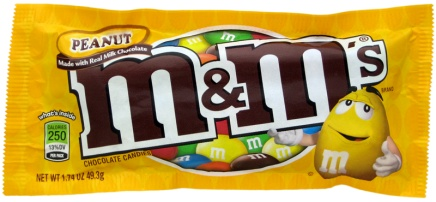 PEANUT
Made with Real Milk Chocolate
m&m's
®
BRAND
what's inside
CALORIES
250
13%DV
PER PACK
CHOCOLATE CANDIES
m
NET WT 1.74 OZ 49.3g